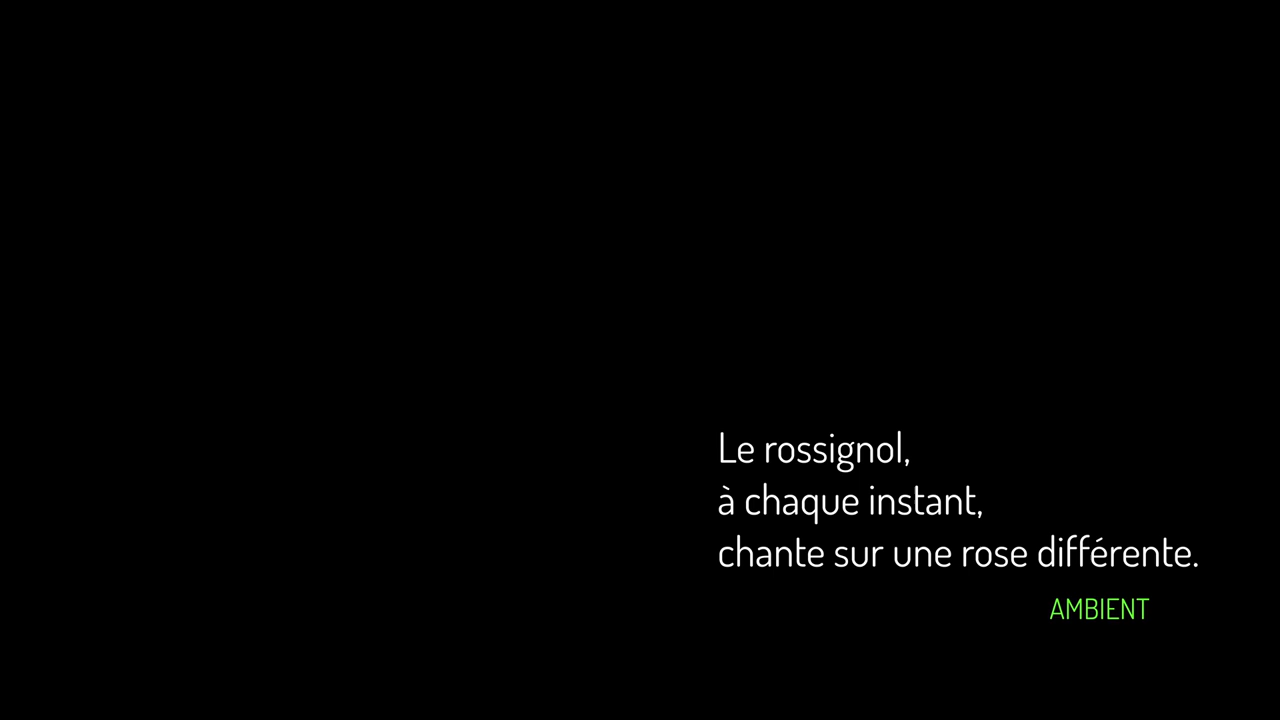 Le rossignol,
à chaque instant,
chante sur une rose différente.
AMBIENT